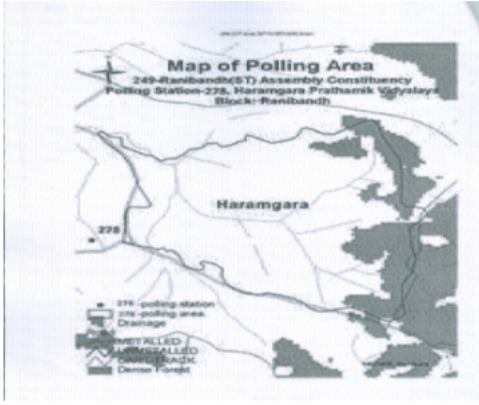 Map of Polling Area
249-Ranibandh(ST) Assembly Constituency
Polling Station-278, Haramgara Prathamik Vidyalaya
Block: Ranibandh
Haramgara
278
278 -polling station
278 -polling area
Drainage
METALLED
UNMETALLED
Dense Forest